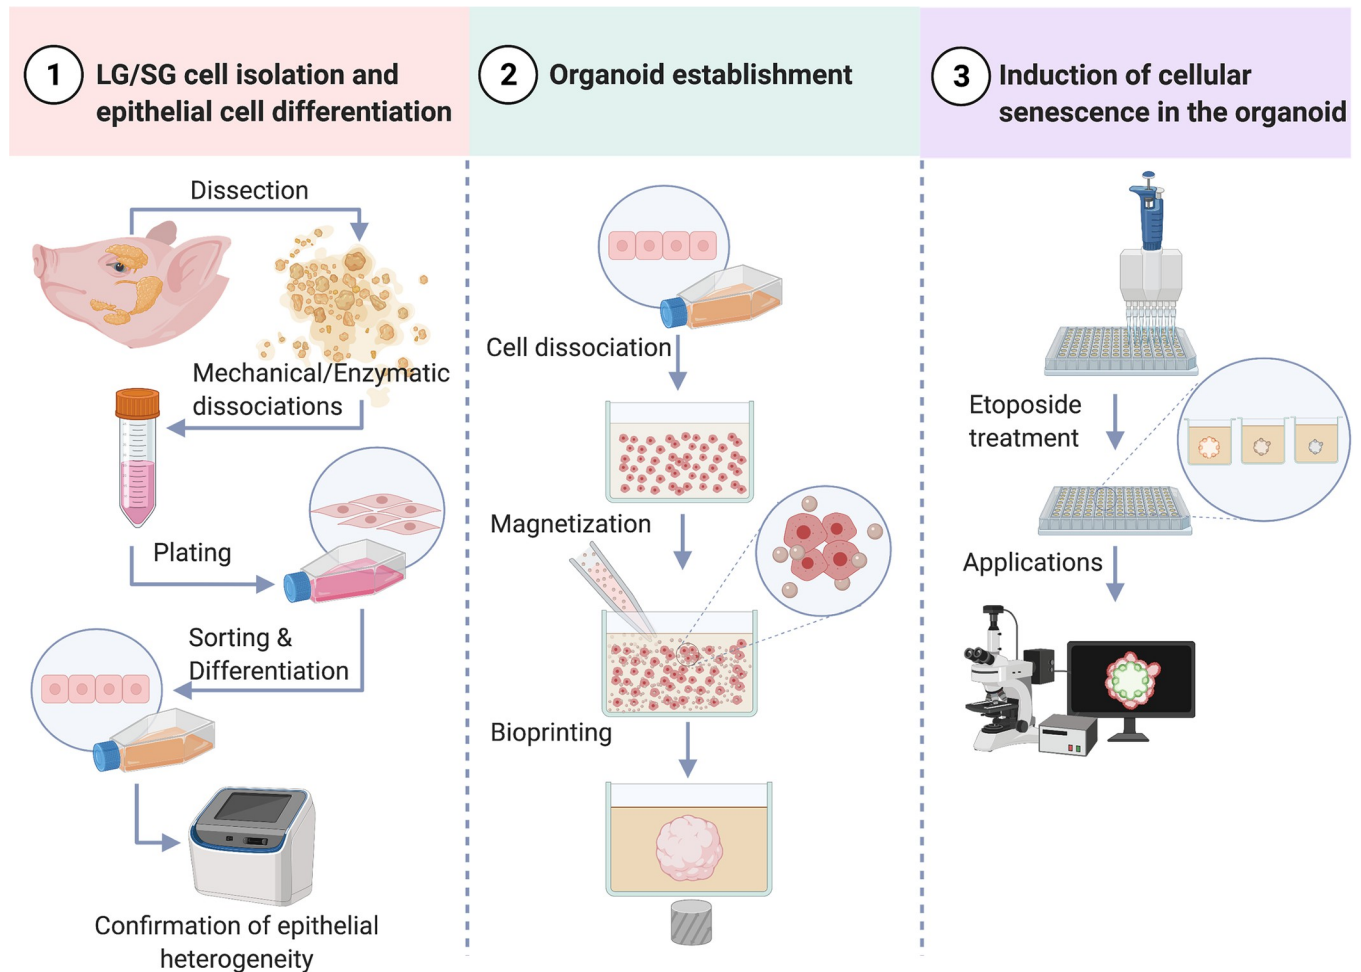 1
LG/SG cell isolation and
epithelial cell differentiation
Dissection
Mechanical/Enzymatic
dissociations
Plating
Sorting &
Differentiation
Confirmation of epithelial
heterogeneity
2
Organoid establishment
Cell dissociation
Magnetization
Bioprinting
3
Induction of cellular
senescence in the organoid
Etoposide
treatment
Applications